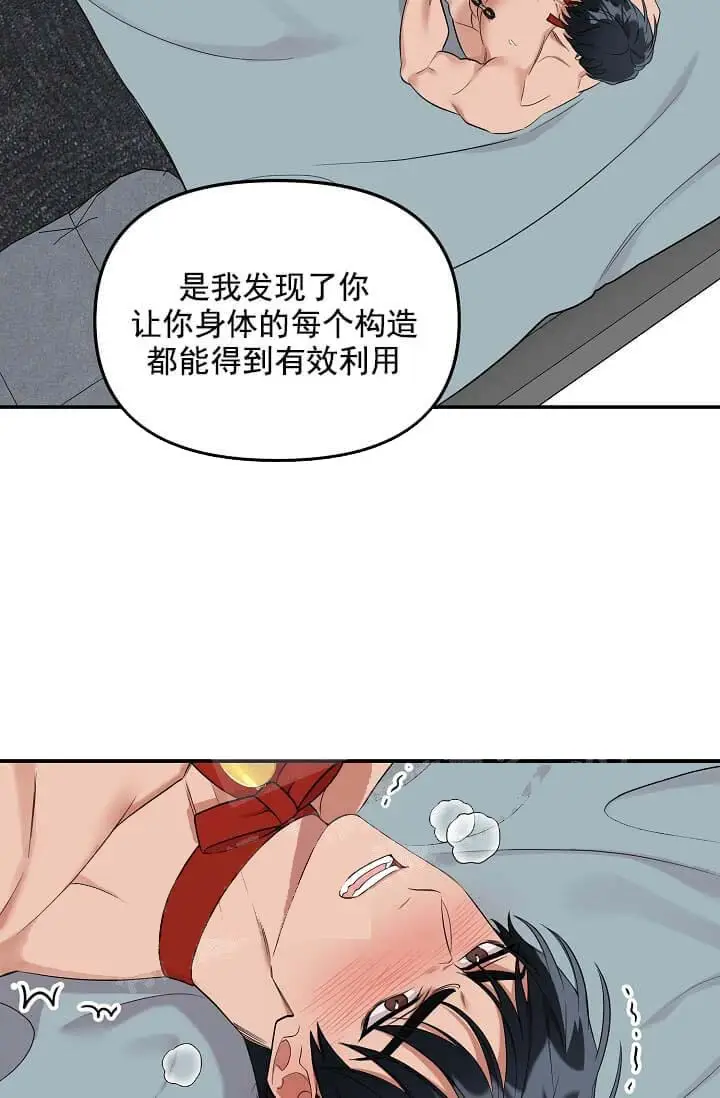 是我发现了你
让你身体的每个构造
都能得到有效利用